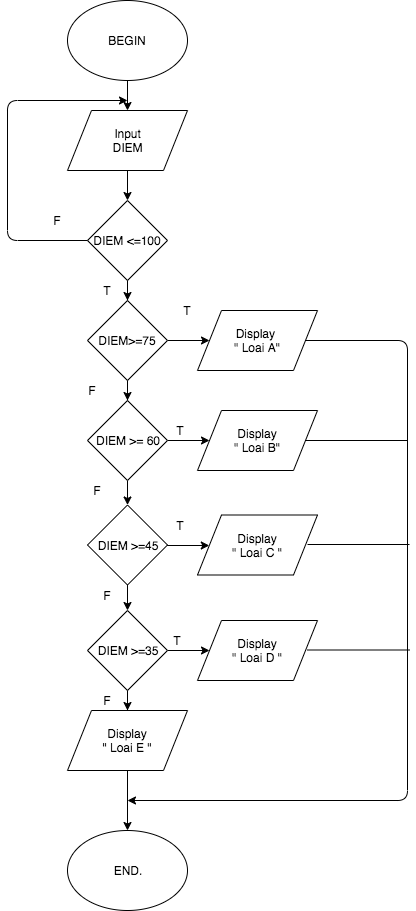 BEGIN
Input
DIEM
F
DIEM <=100
T
T
DIEM>=75
Display
" Loai A"
F
T
DIEM >= 60
Display
" Loai B"
F
T
DIEM >=45
Display
" Loai C "
F
T
DIEM >=35
Display
" Loai D "
F
Display
" Loai E "
END.